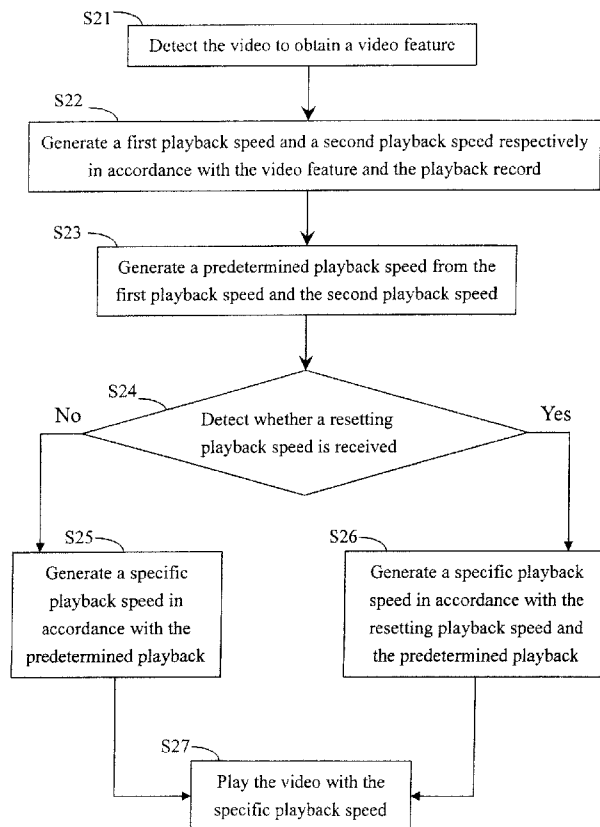 S21
Detect the video to obtain a video feature
S22
Generate a first playback speed and a second playback speed respectively
in accordance with the video feature and the playback record
S23
Generate a predetermined playback speed from the
first playback speed and the second playback speed
S24
No
Detect whether a resetting
playback speed is received
Yes
S25
Generate a specific
playback speed in
accordance with the
predetermined playback
S26
Generate a specific playback
speed in accordance with the
resetting playback speed and
the predetermined playback
S27
Play the video with the
specific playback speed